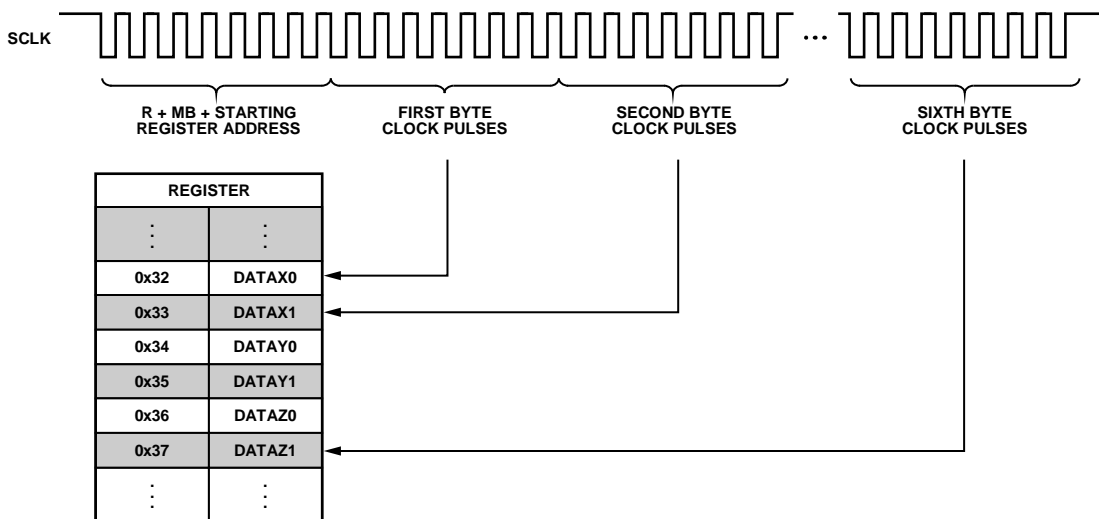 SCLK
...
R + MB + STARTING
REGISTER ADDRESS
FIRST BYTE
CLOCK PULSES
SECOND BYTE
CLOCK PULSES
SIXTH BYTE
CLOCK PULSES
REGISTER
0x32 DATAX0
0x33 DATAX1
0x34 DATAY0
0x35 DATAY1
0x36 DATAZ0
0x37 DATAZ1